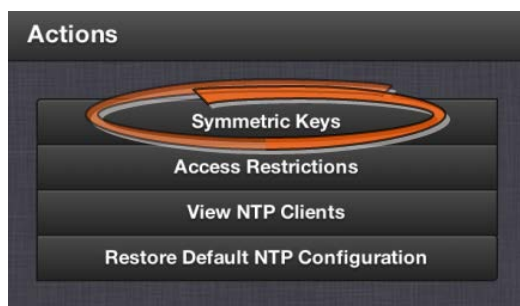 Actions
Symmetric Keys
Access Restrictions
View NTP Clients
Restore Default NTP Configuration